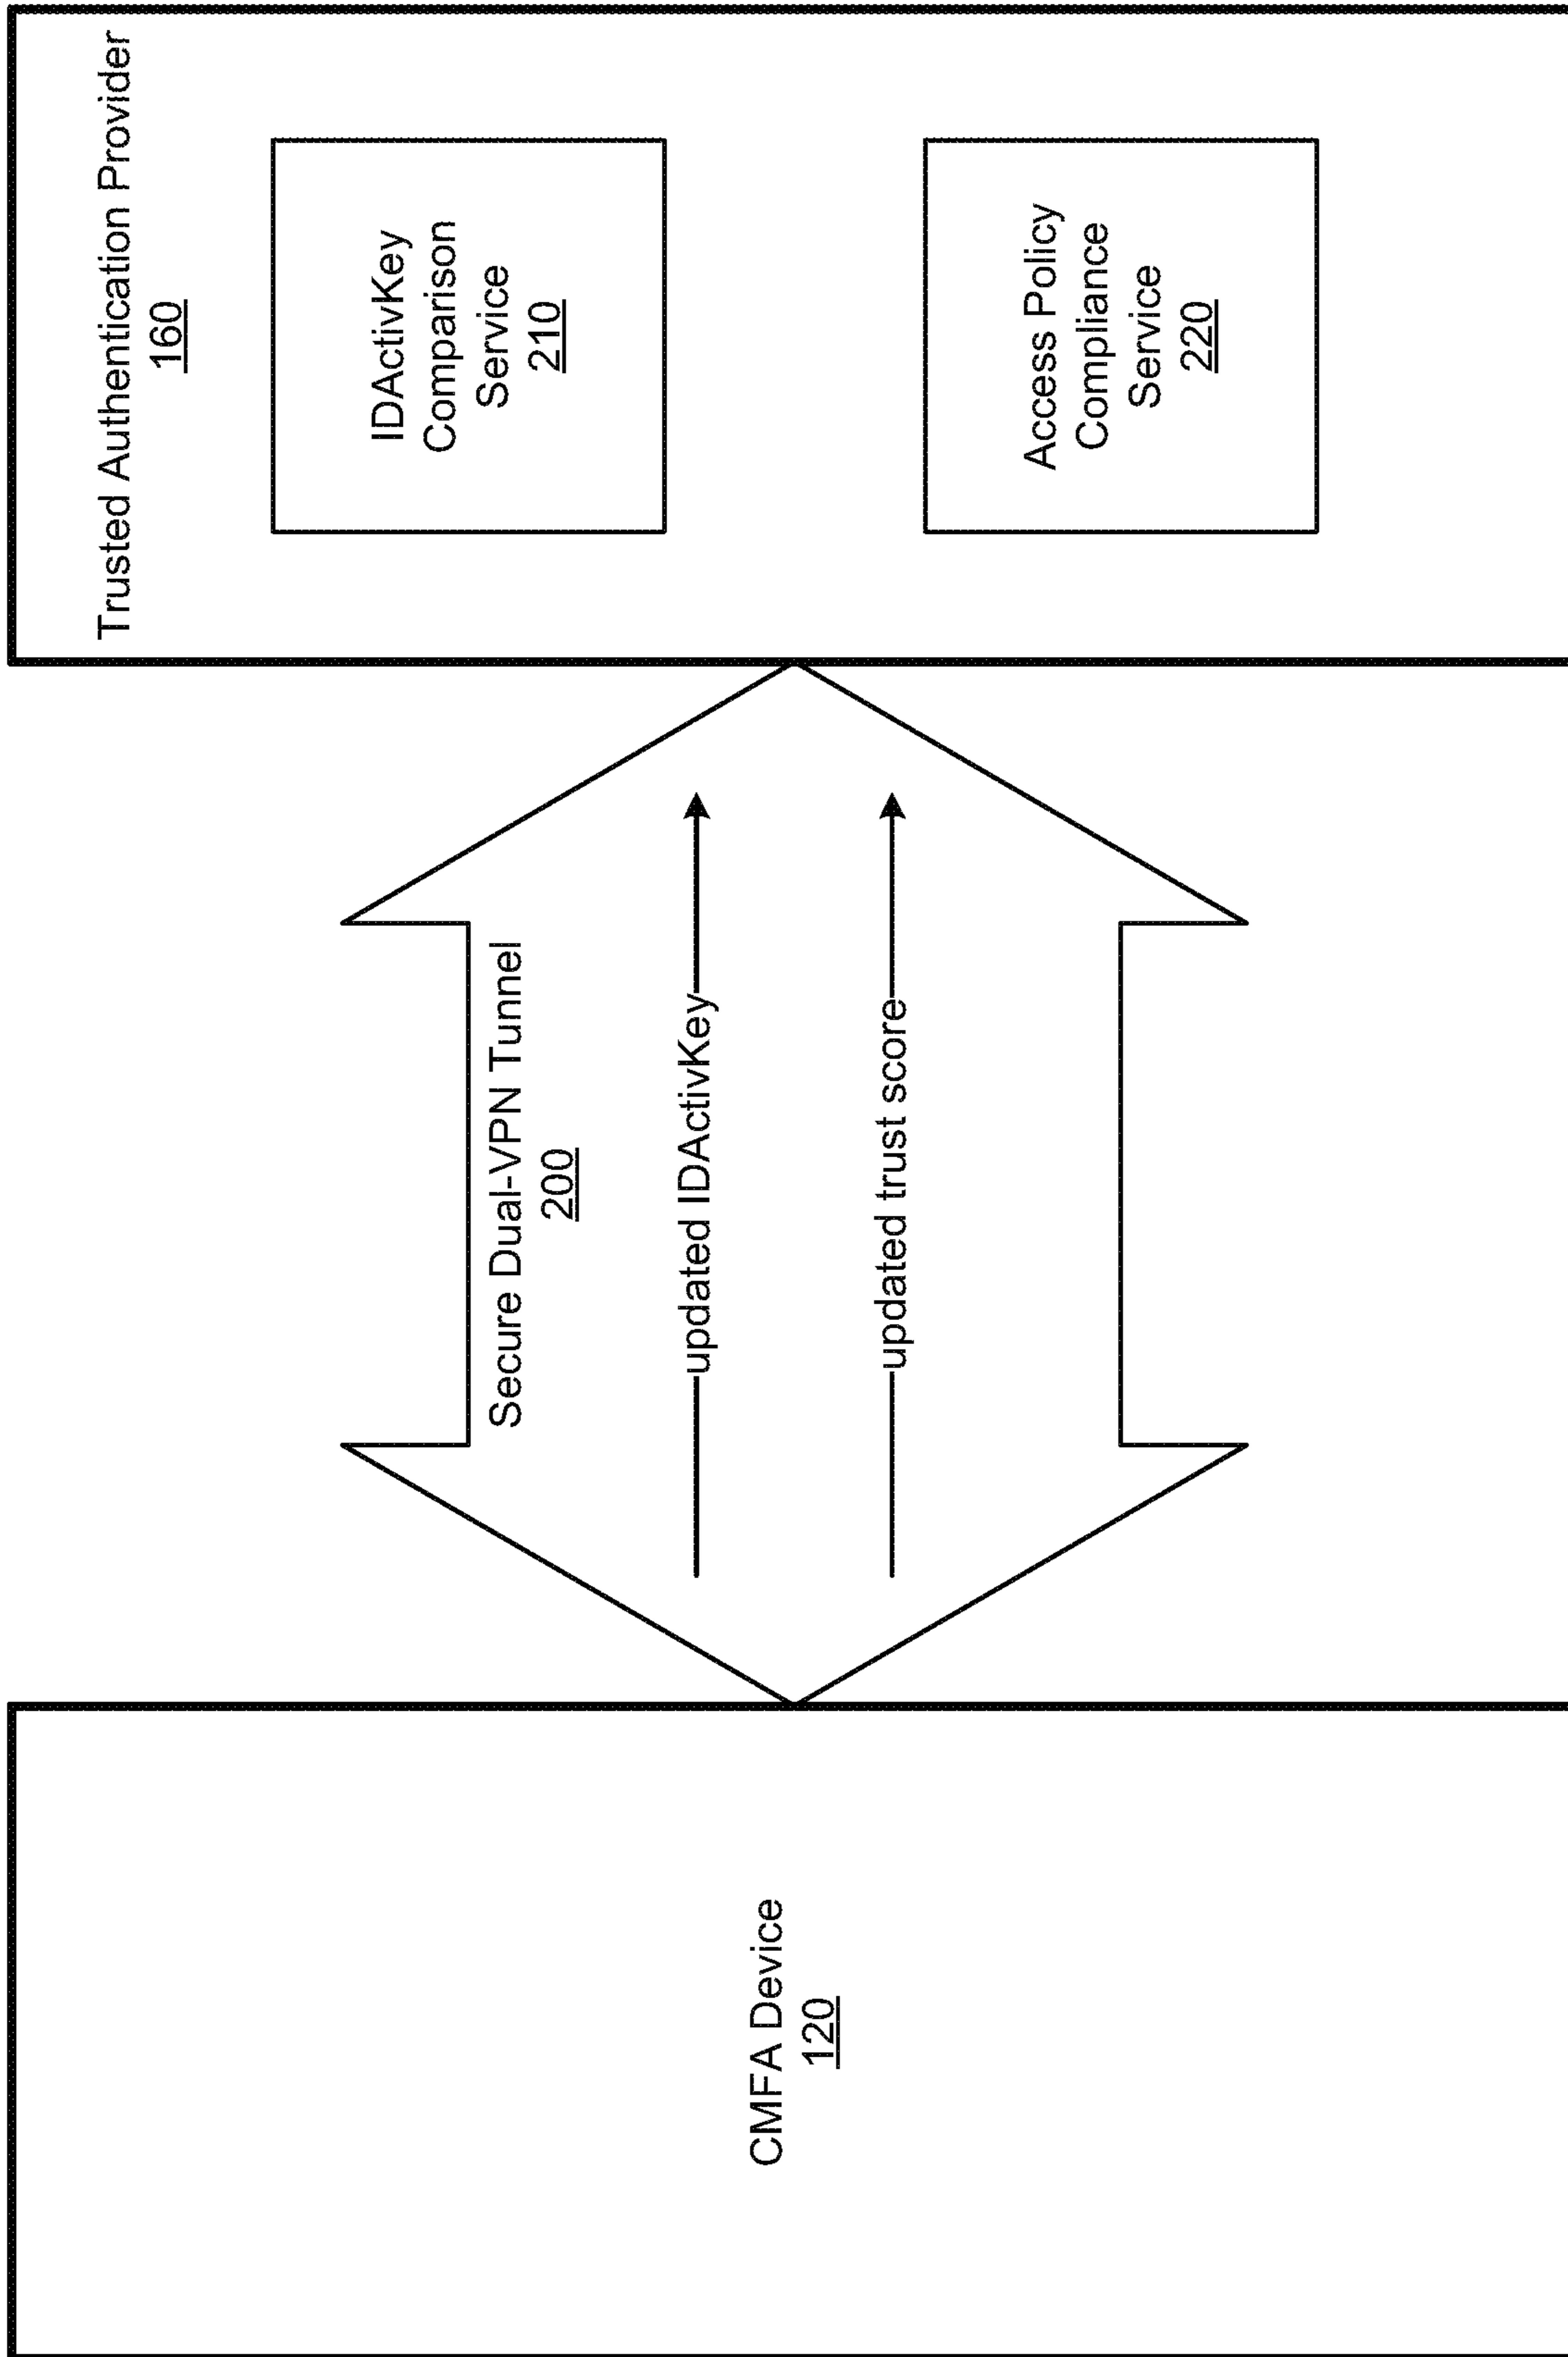 CMFA Device
120
Secure Dual-VPN Tunnel
200
updated IDActivKey
updated trust score
Trusted Authentication Provider
160
IDActivKey
Comparison
Service
210
Access Policy
Compliance
Service
220